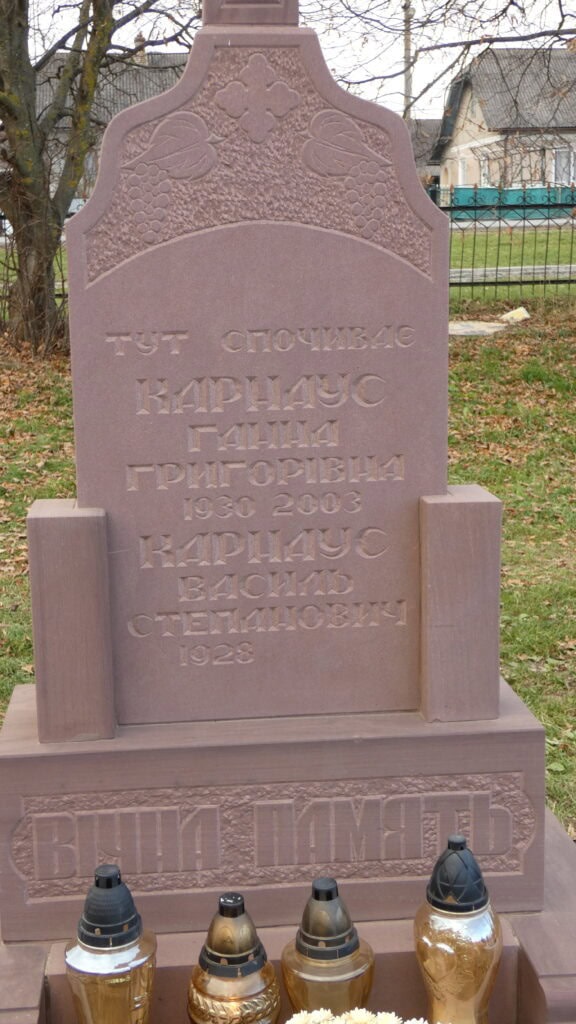 ТУТ СПОЧИВАЄ
КАРНАУС
ГАННА
ГРИГОРІВНА
1930 2003
КАРНАУС
ВАСИЛЬ
СТЕПАНОВИЧ
1928
ВІЧНА ПАМЯТЬ